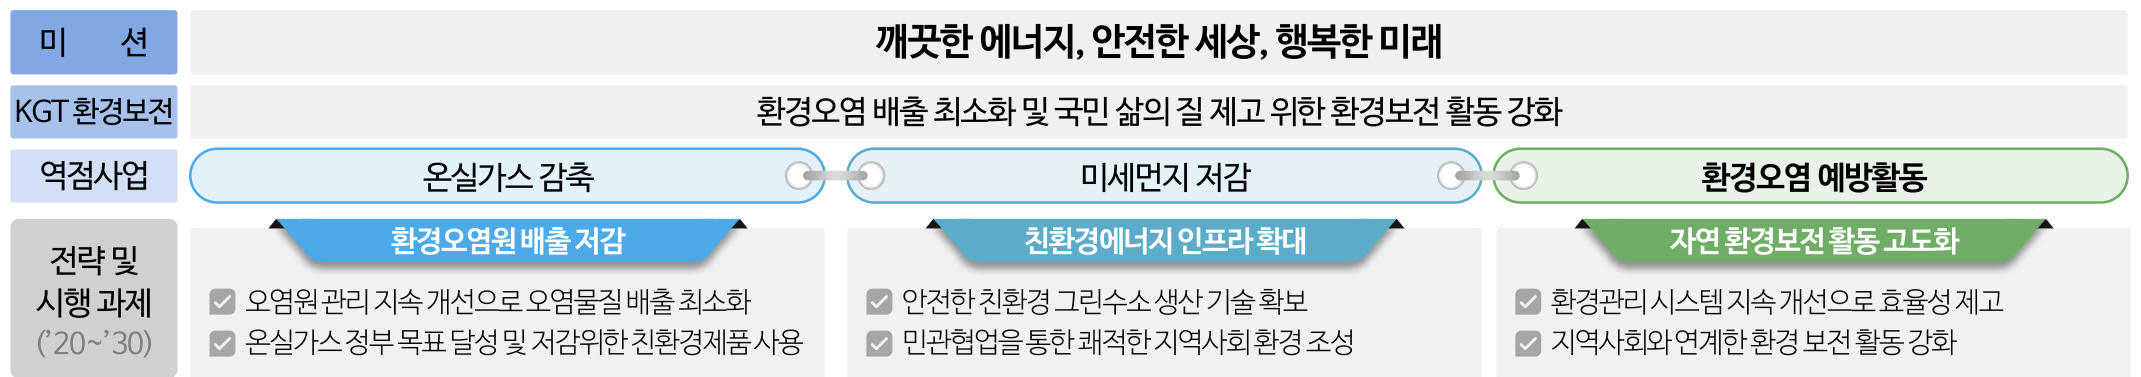 미 션
깨끗한 에너지, 안전한 세상, 행복한 미래
KGT 환경보전
환경오염 배출 최소화 및 국민 삶의 질 제고 위한 환경보전 활동 강화
역점사업
온실가스 감축
미세먼지 저감
환경오염 예방활동
전략 및
시행 과제
(’20~’30)
환경오염원 배출 저감
오염원 관리 지속 개선으로 오염물질 배출 최소화
온실가스 정부 목표 달성 및 저감위한 친환경제품 사용
친환경에너지 인프라 확대
안전한 친환경 그린수소 생산 기술 확보
민관협업을 통한 쾌적한 지역사회 환경 조성
자연 환경보전 활동 고도화
환경관리 시스템 지속 개선으로 효율성 제고
지역사회와 연계한 환경 보전 활동 강화